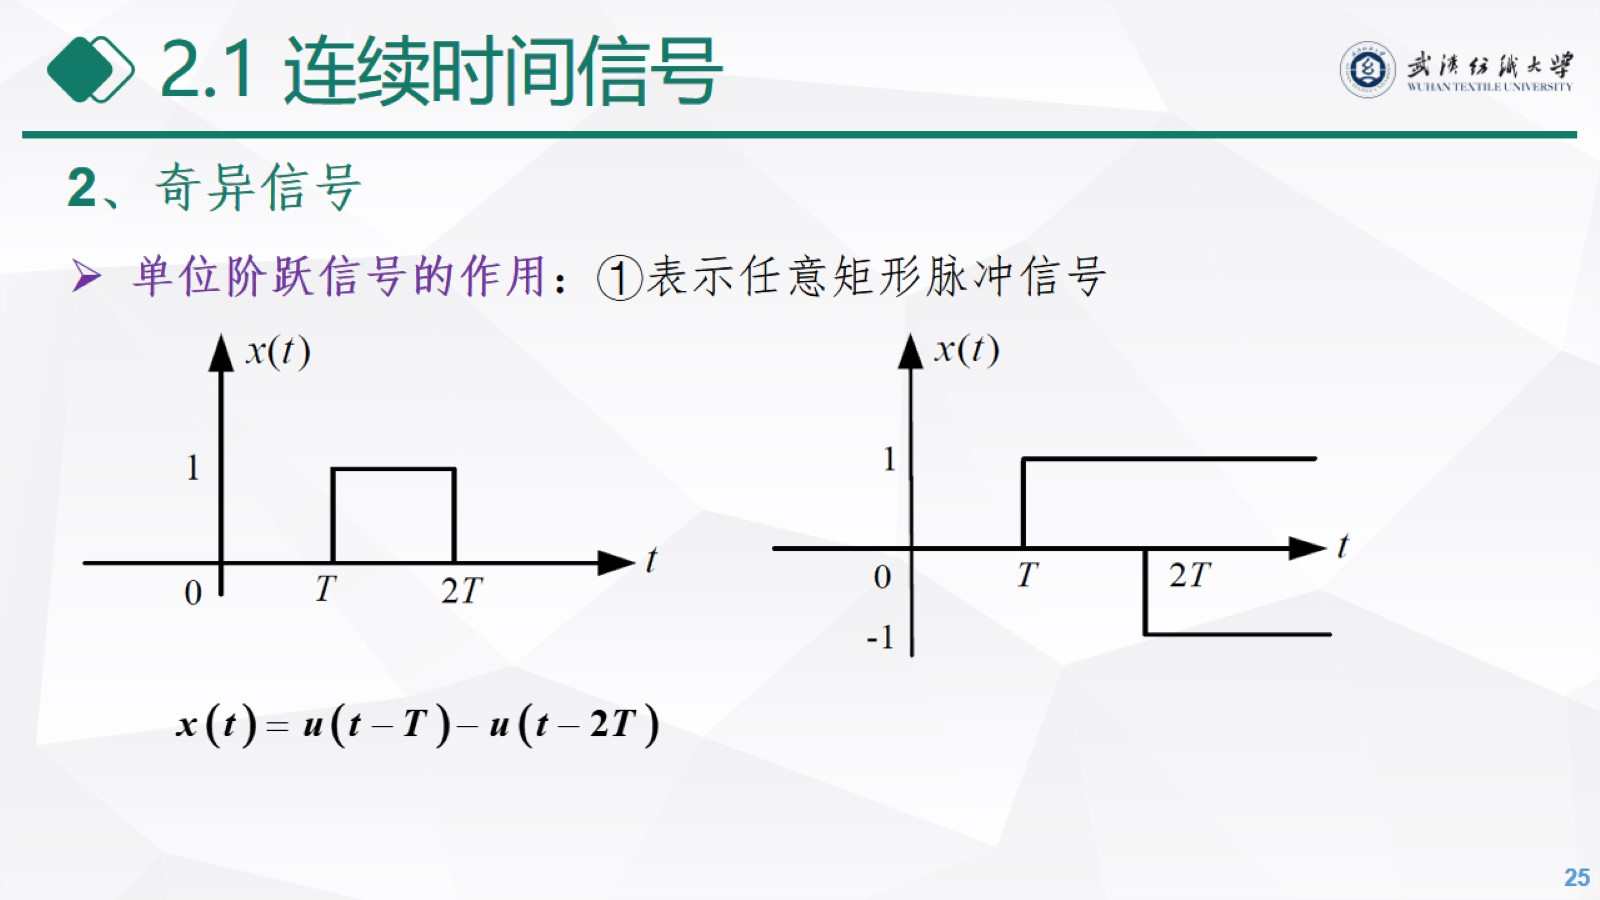 2.1 连续时间信号
武汉纺织大学
WUHAN TEXTILE UNIVERSITY
2、奇异信号
➢ 单位阶跃信号的作用：①表示任意矩形脉冲信号
x(t)
1
0
T
2T
t
x(t)
1
0
T
2T
t
-1
x(t)= u(t－T)－u(t－2T)
25